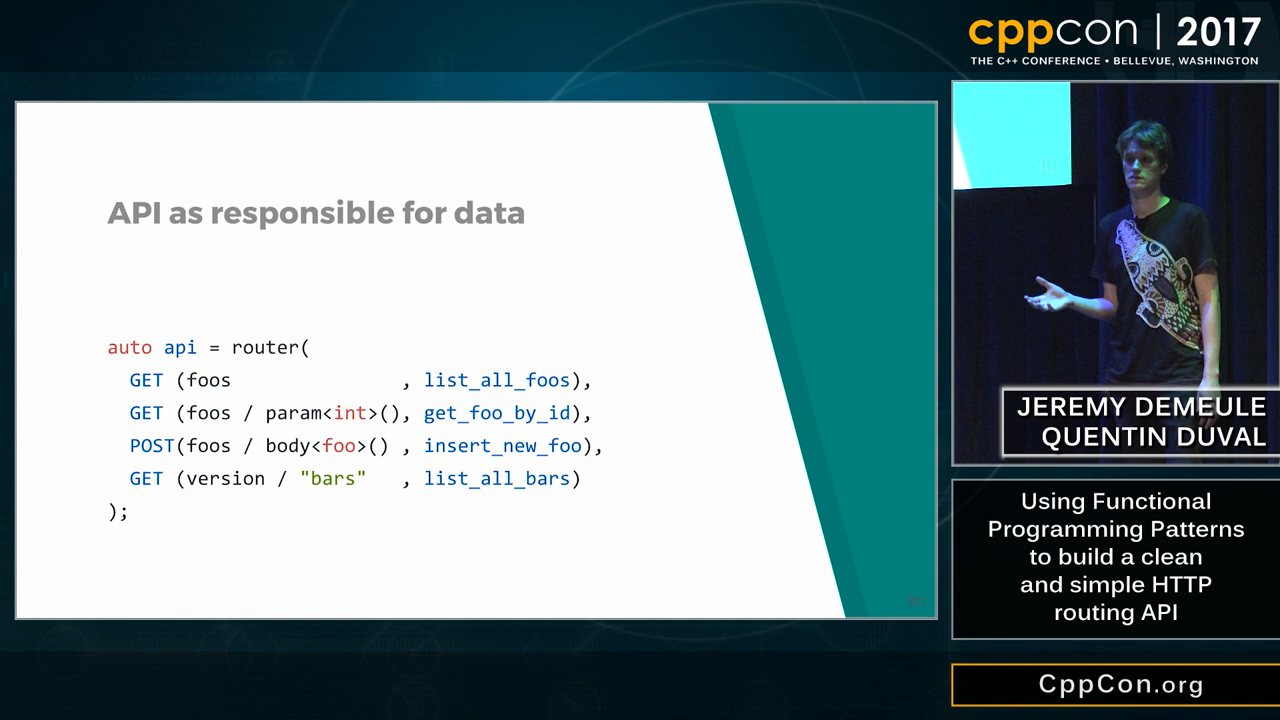 cppcon | 2017
THE C++ CONFERENCE • BELLEVUE, WASHINGTON
API as responsible for data
auto api = router(
  GET (foos                , list_all_foos),
  GET (foos / param<int>(), get_foo_by_id),
  POST(foos / body<foo>() , insert_new_foo),
  GET (version / "bars"   , list_all_bars)
);
90
JEREMY DEMEULE
QUENTIN DUVAL
Using Functional
Programming Patterns
to build a clean
and simple HTTP
routing API
CppCon.org